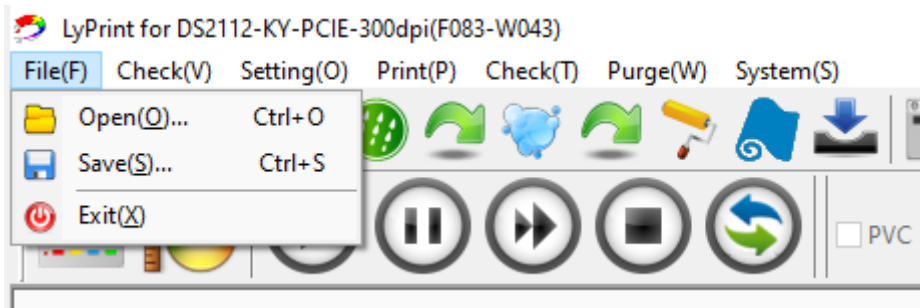 LyPrint for DS2112-KY-PCIE-300dpi(F083-W043)
File(F) Check(V) Setting(O) Print(P) Check(T) Purge(W) System(S)
Open(O)... Ctrl+O
Save(S)... Ctrl+S
Exit(X)
PVC